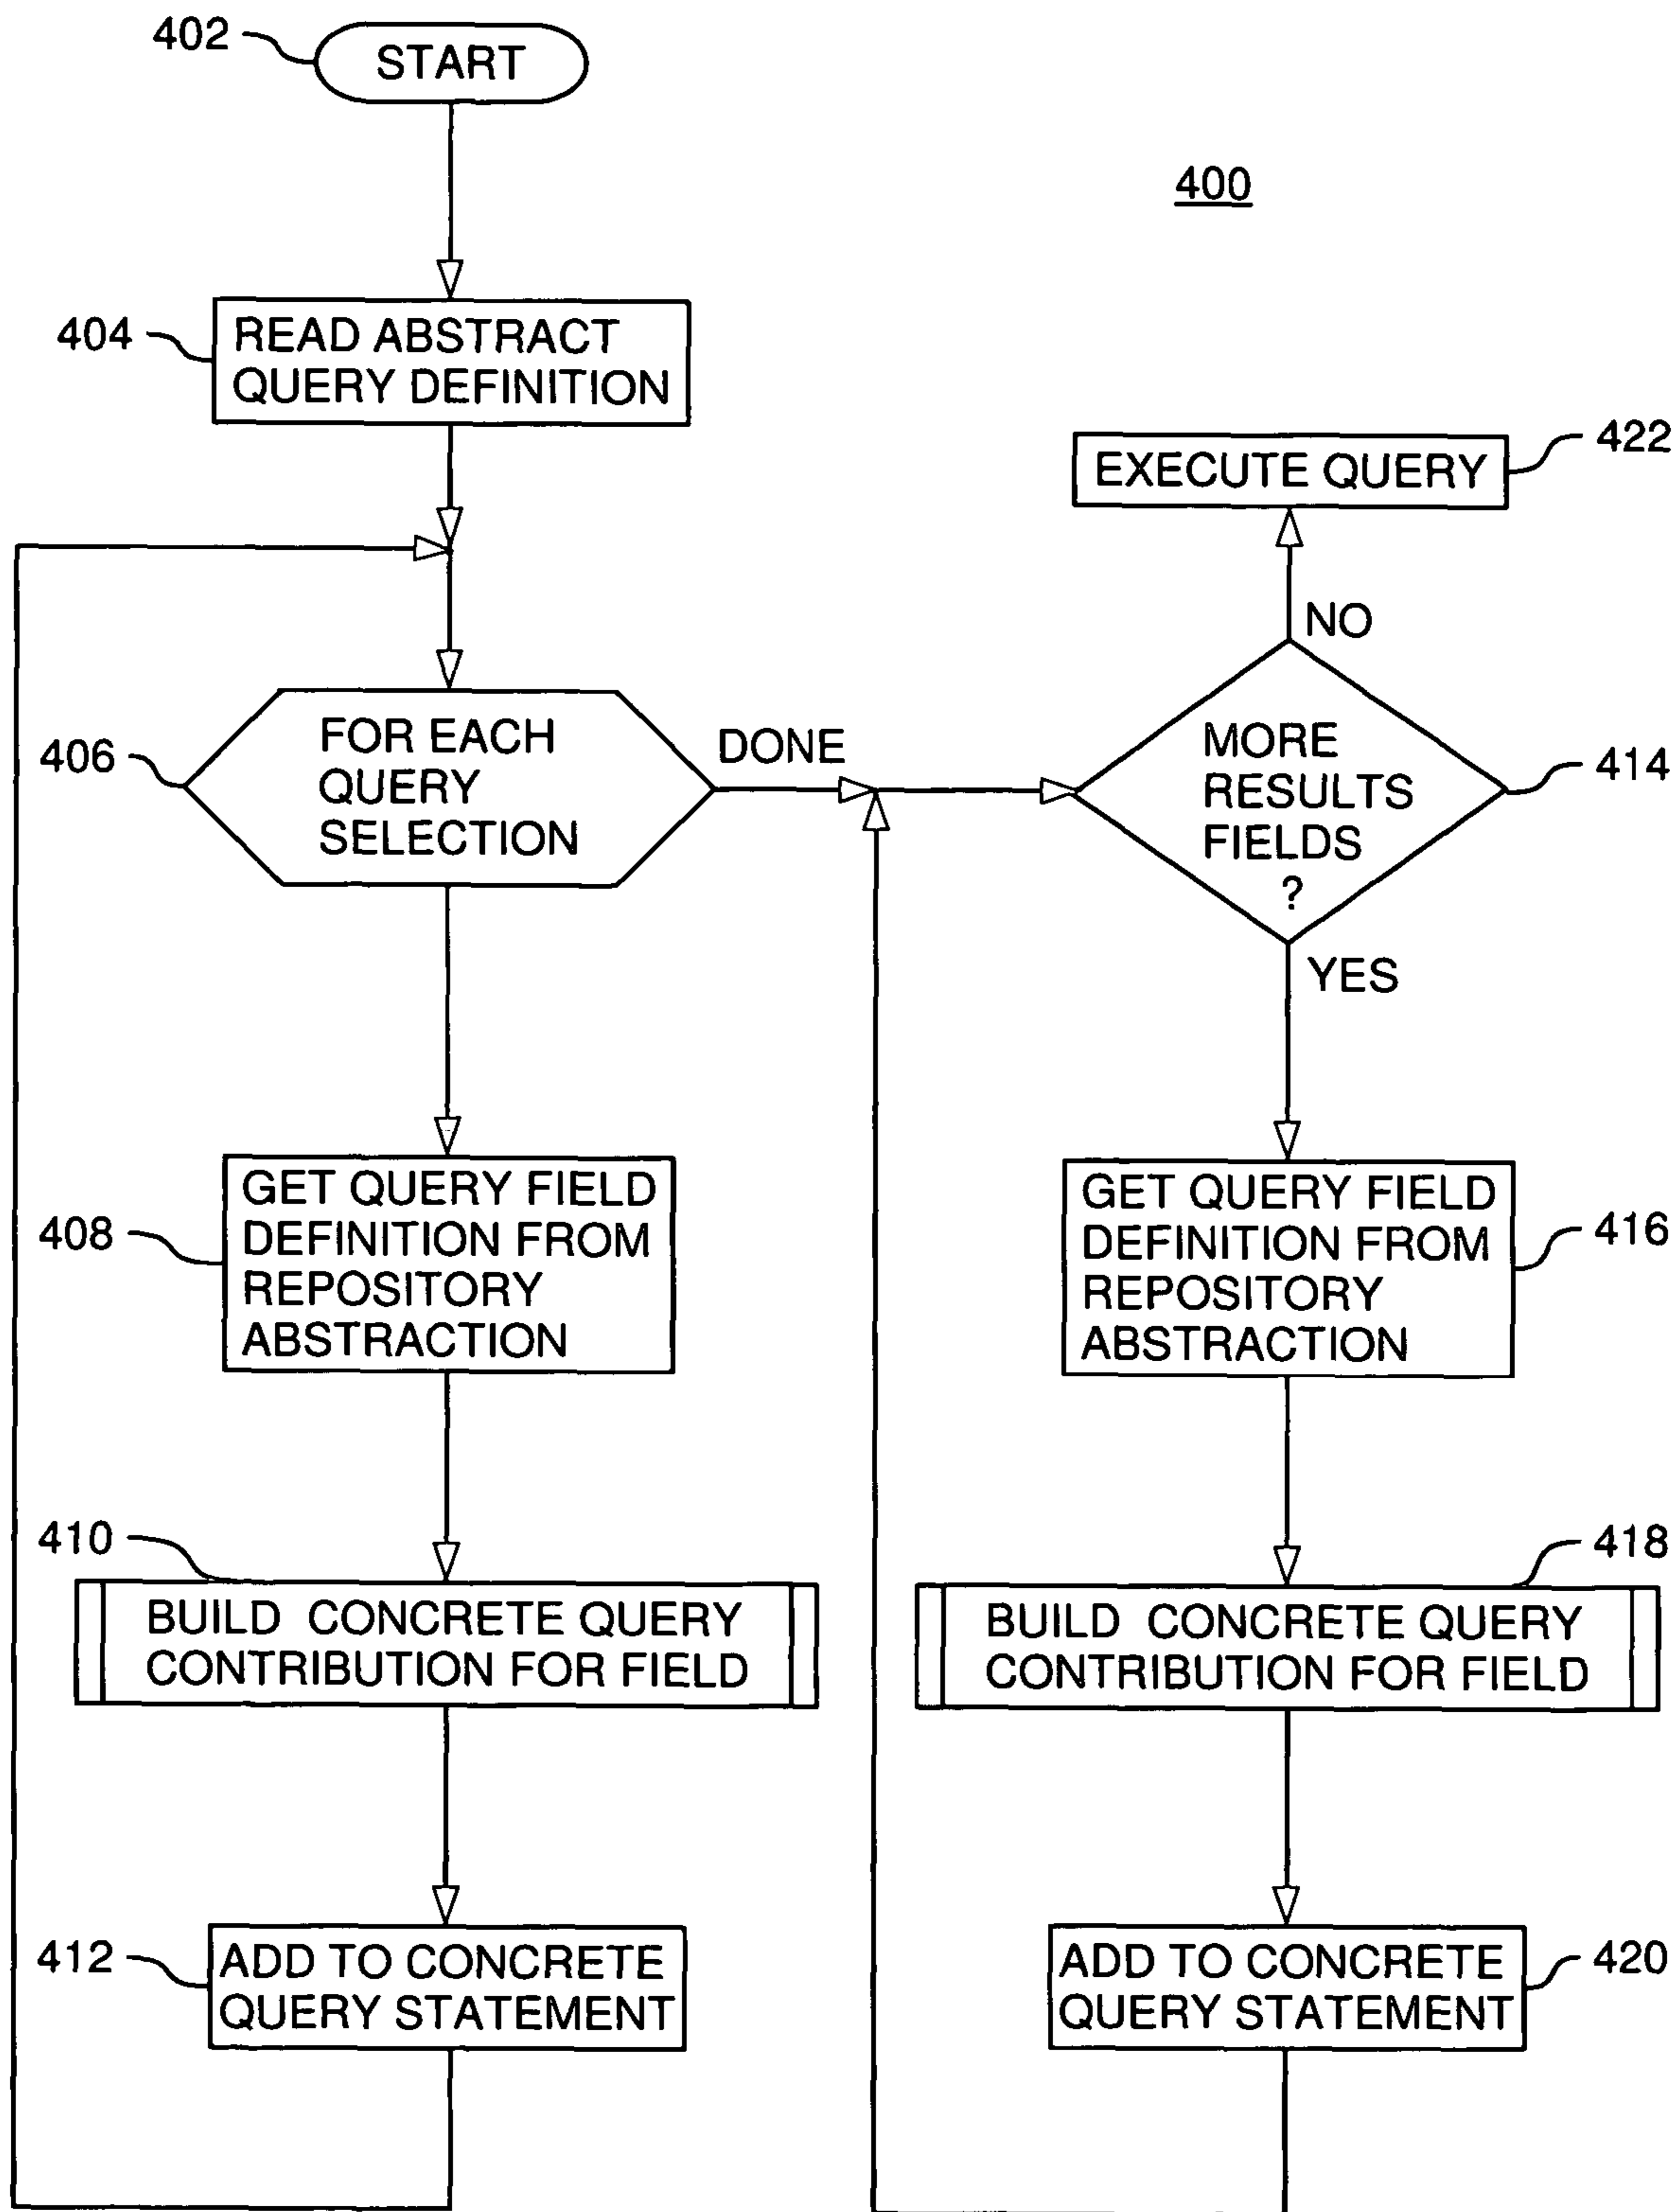 402
START
400
404
READ ABSTRACT
QUERY DEFINITION
422
EXECUTE QUERY
NO
406
FOR EACH
QUERY
SELECTION
DONE
MORE
RESULTS
FIELDS
?
414
YES
408
GET QUERY FIELD
DEFINITION FROM
REPOSITORY
ABSTRACTION
GET QUERY FIELD
DEFINITION FROM
REPOSITORY
ABSTRACTION
416
410
BUILD CONCRETE QUERY
CONTRIBUTION FOR FIELD
418
BUILD CONCRETE QUERY
CONTRIBUTION FOR FIELD
412
ADD TO CONCRETE
QUERY STATEMENT
ADD TO CONCRETE
QUERY STATEMENT
420